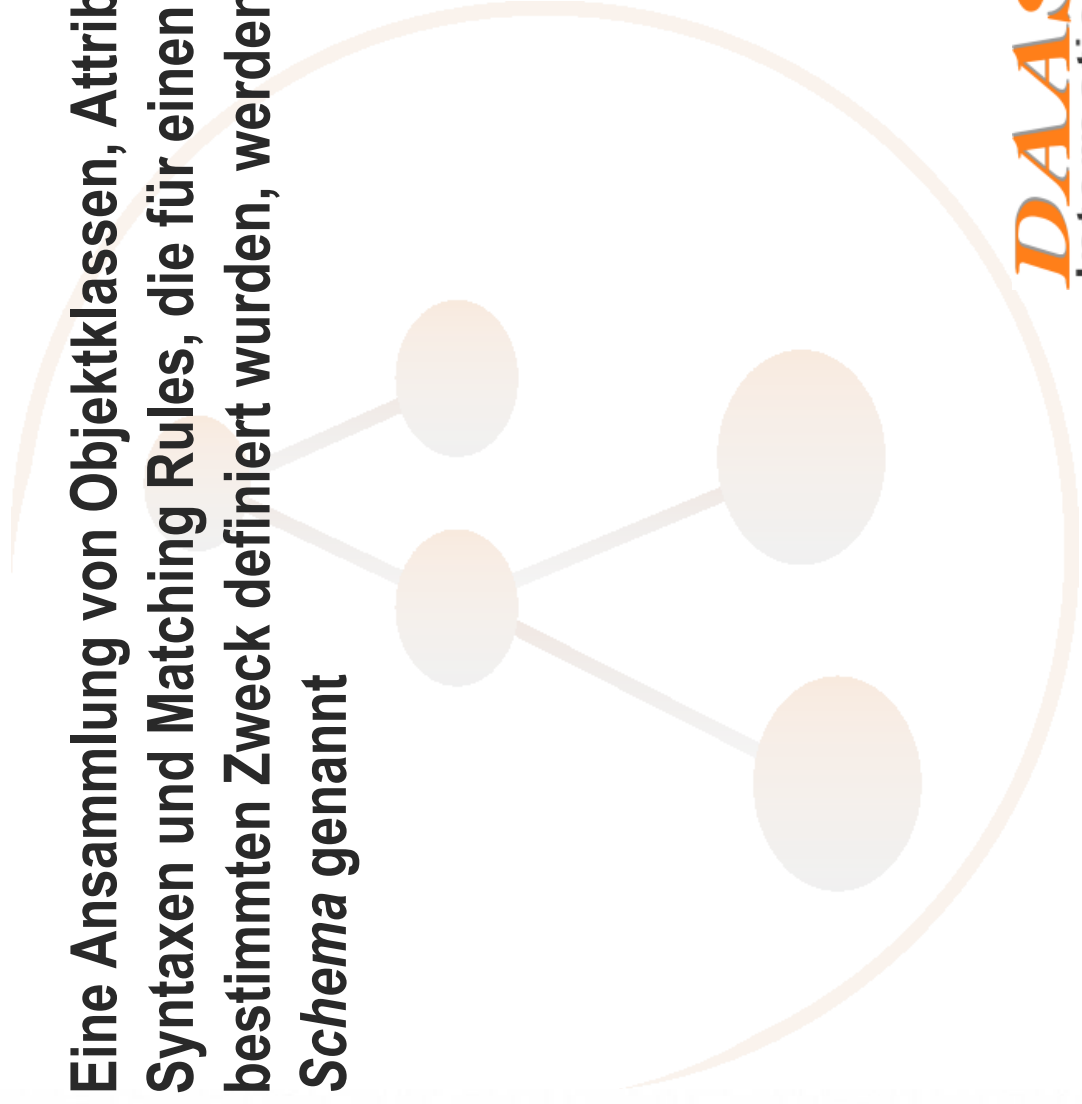 Eine Ansammlung von Objektklassen, Attrib
Syntaxen und Matching Rules, die für einen
bestimmten Zweck definiert wurden, werder
Schema genannt
DAAS